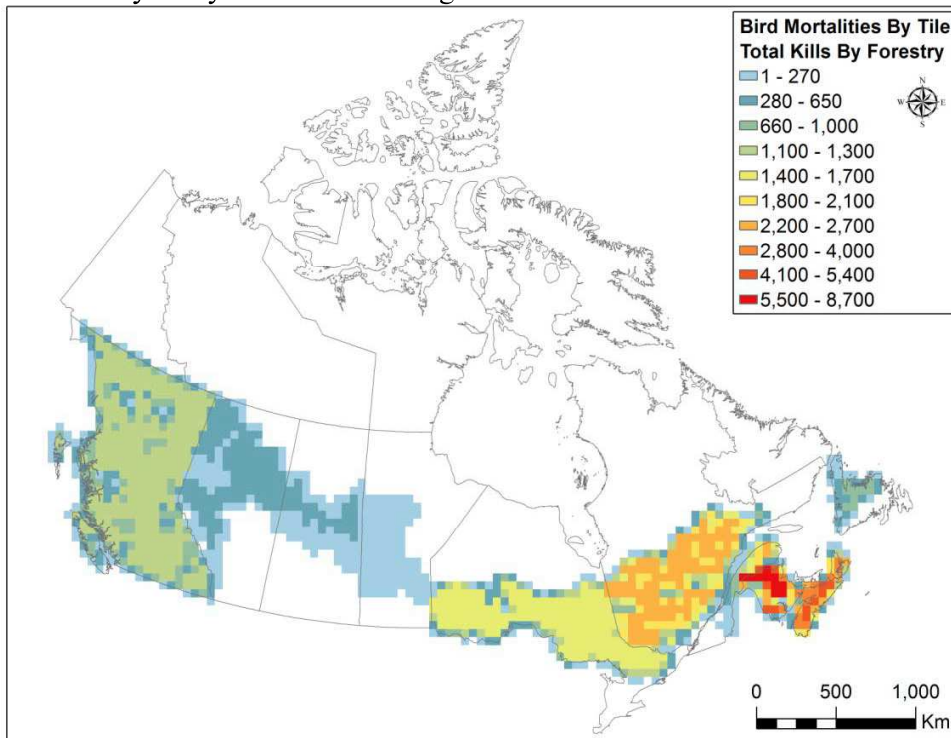 Bird Mortalities By Tile
Total Kills By Forestry
1 - 270
280 - 650
660 - 1,000
1,100 - 1,300
1,400 - 1,700
1,800 - 2,100
2,200 - 2,700
2,800 - 4,000
4,100 - 5,400
5,500 - 8,700
N
W E
S
0 500 1,000
Km